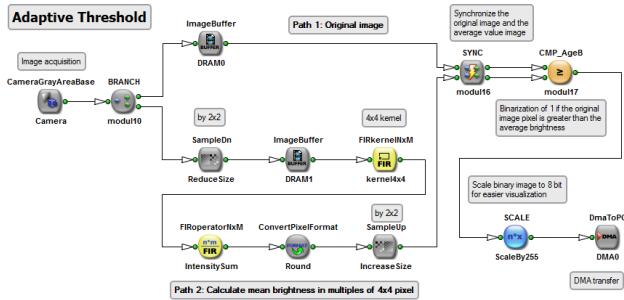 Adaptive Threshold
Image acquisition
CameraGrayAreaBase
Camera
BRANCH
modul10
ImageBuffer
BUFFER
DRAM0
Path 1: Original image
Synchronize the
original image and the
average value image
SYNC
modul16
CMP_AgeB
≥
modul17
Binarization of 1 if the original
image pixel is greater than the
average brightness
by 2x2
SampleDn
ReduceSize
ImageBuffer
BUFFER
DRAM1
4x4 kernel
FIRkernelNxM
FIR
kernel4x4
FIRoperatorNxM
n*m
FIR
IntensitySum
ConvertPixelFormat
Round
by 2x2
SampleUp
IncreaseSize
Path 2: Calculate mean brightness in multiples of 4x4 pixel
Scale binary image to 8 bit
for easier visualization
SCALE
n*x
ScaleBy255
DmaToPC
DMA
DMA0
DMA transfer